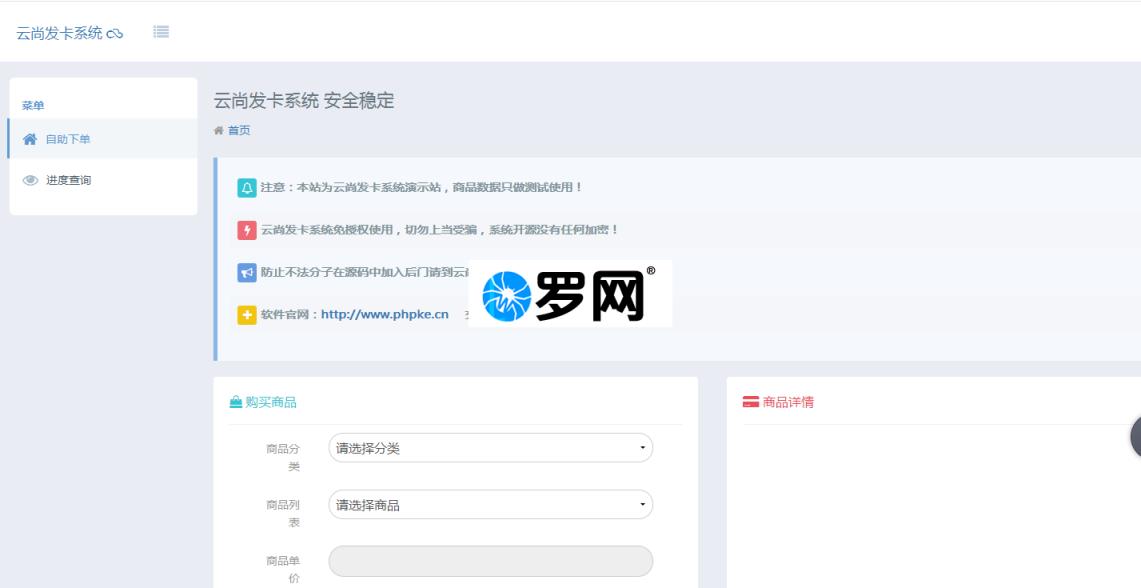 云尚发卡系统
菜单
自助下单
进度查询
云尚发卡系统 安全稳定
首页
注意：本站为云尚发卡系统演示站，商品数据只做测试使用！
云尚发卡系统免授权使用，切勿上当受骗，系统开源没有任何加密！
防止不法分子在源码中加入后门请到云
罗网®
软件官网：http://www.phpke.cn
购买商品
商品详情
商品分
类
请选择分类
商品列
表
请选择商品
商品单
价